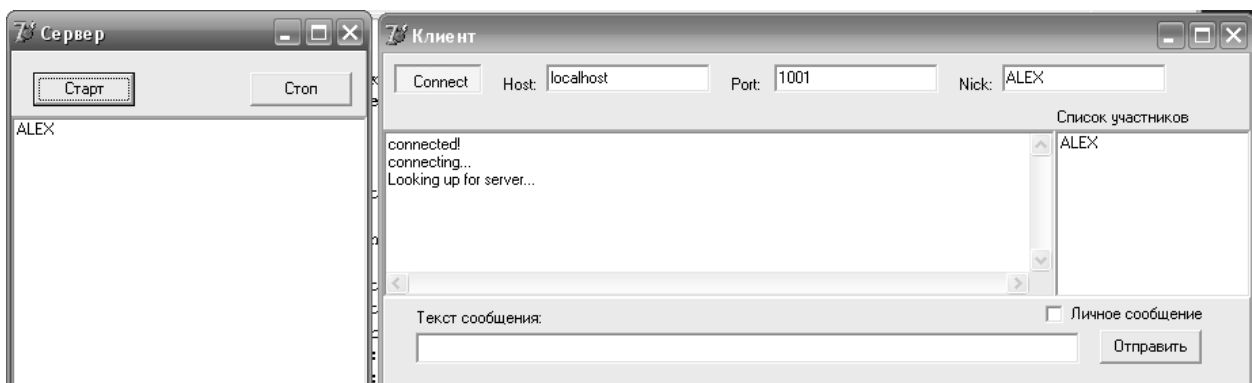 Сервер
Старт
Стоп
ALEX
Клиент
Connect
Host:
localhost
Port:
1001
Nick:
ALEX
Список участников
connected!
connecting...
Looking up for server...
ALEX
Текст сообщения:
Личное сообщение
Отправить